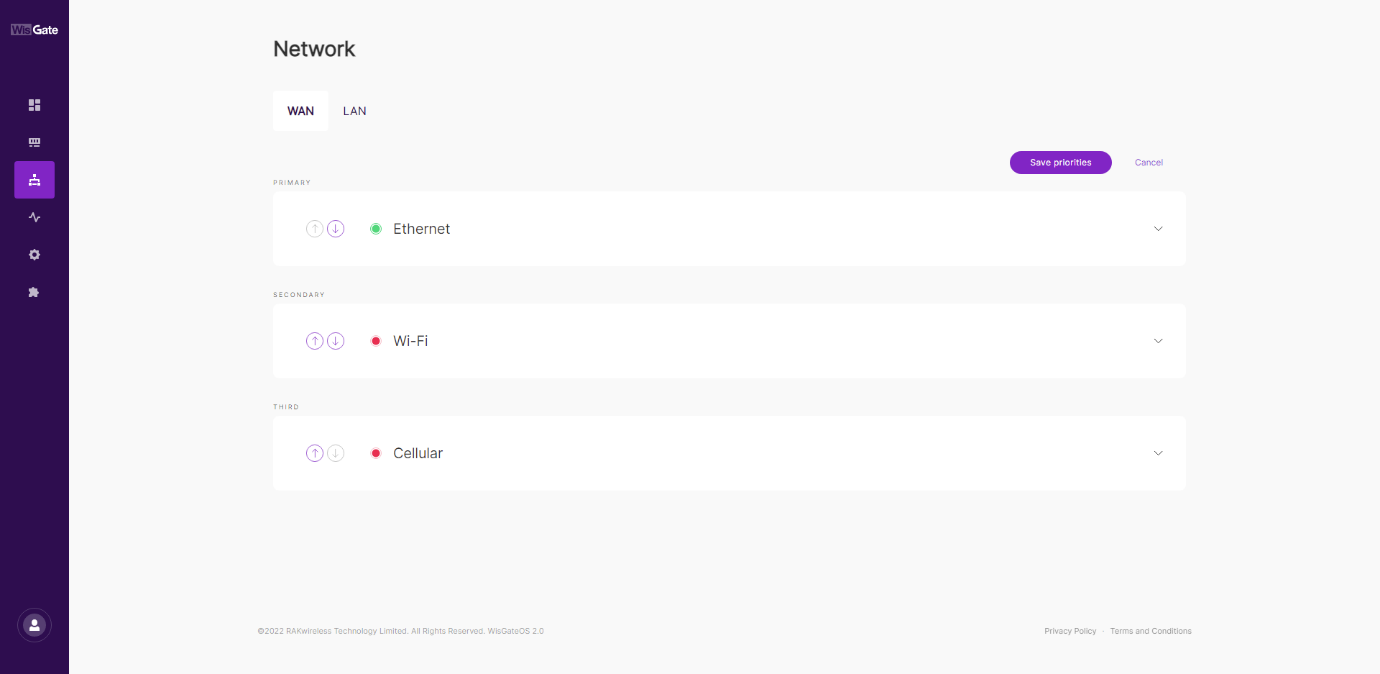 WisGate
Network
WAN LAN
Save priorities Cancel
PRIMARY
Ethernet
SECONDARY
Wi-Fi
THIRD
Cellular
©2022 RAKwireless Technology Limited. All Rights Reserved. WisGateOS 2.0
Privacy Policy · Terms and Conditions